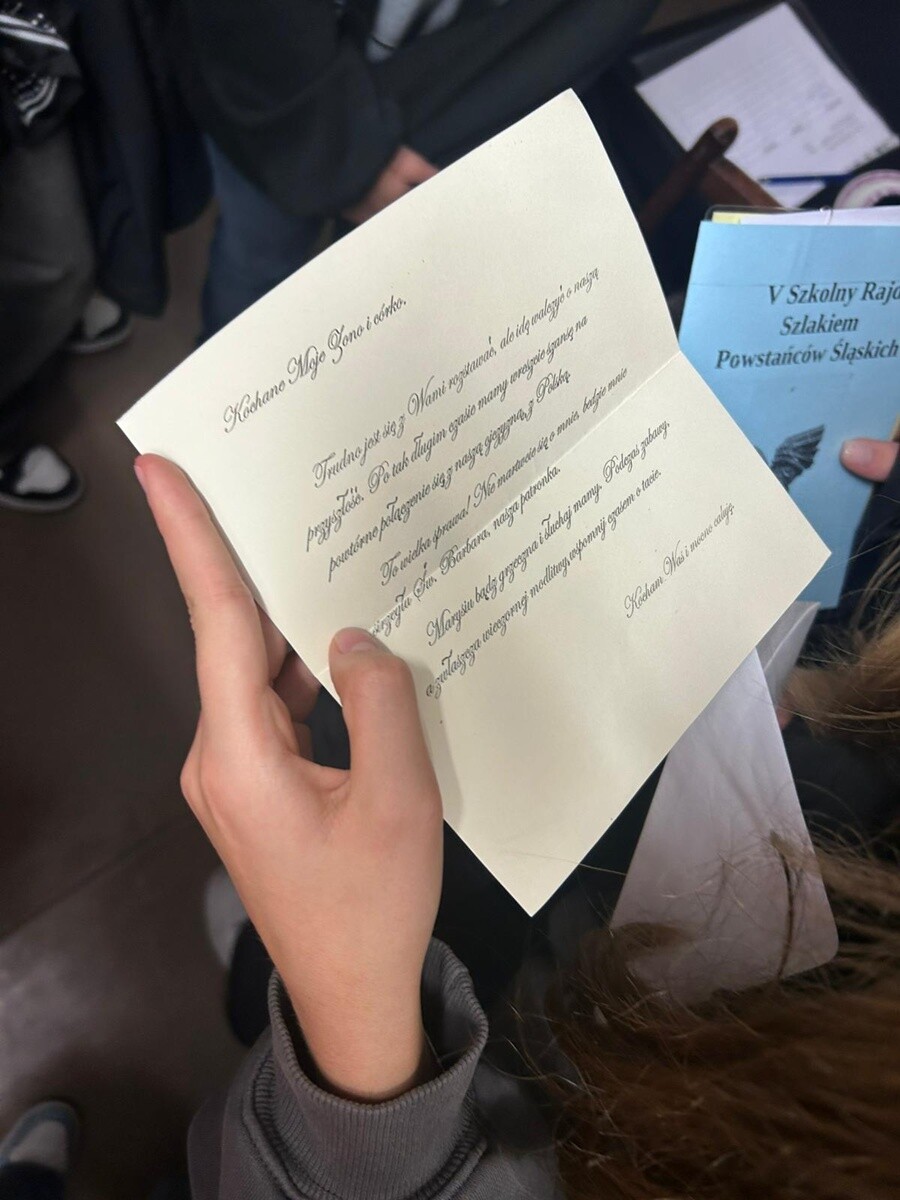 Kochane Moje Żono i córko.
Trudno jest się z Wami rozstawać, ale idę walczyć o naszą
przyszłość. Po tak długim czasie mamy wreszcie szansę na
powtórne połączenie się z naszą ojczyzną, z Polską.
To wielka sprawa! Nie martwcie się o mnie, będzie mnie
strzegła Św. Barbara, nasza patronka.
Marysiu bądź grzeczna i słuchaj mamy. Podczas zabawy,
a zwłaszcza wieczornej modlitwy, wspomnij czasem o tacie.
Kocham Was i mocno całuję
V Szkolny Rajd
Szlakiem
Powstańców Śląskich